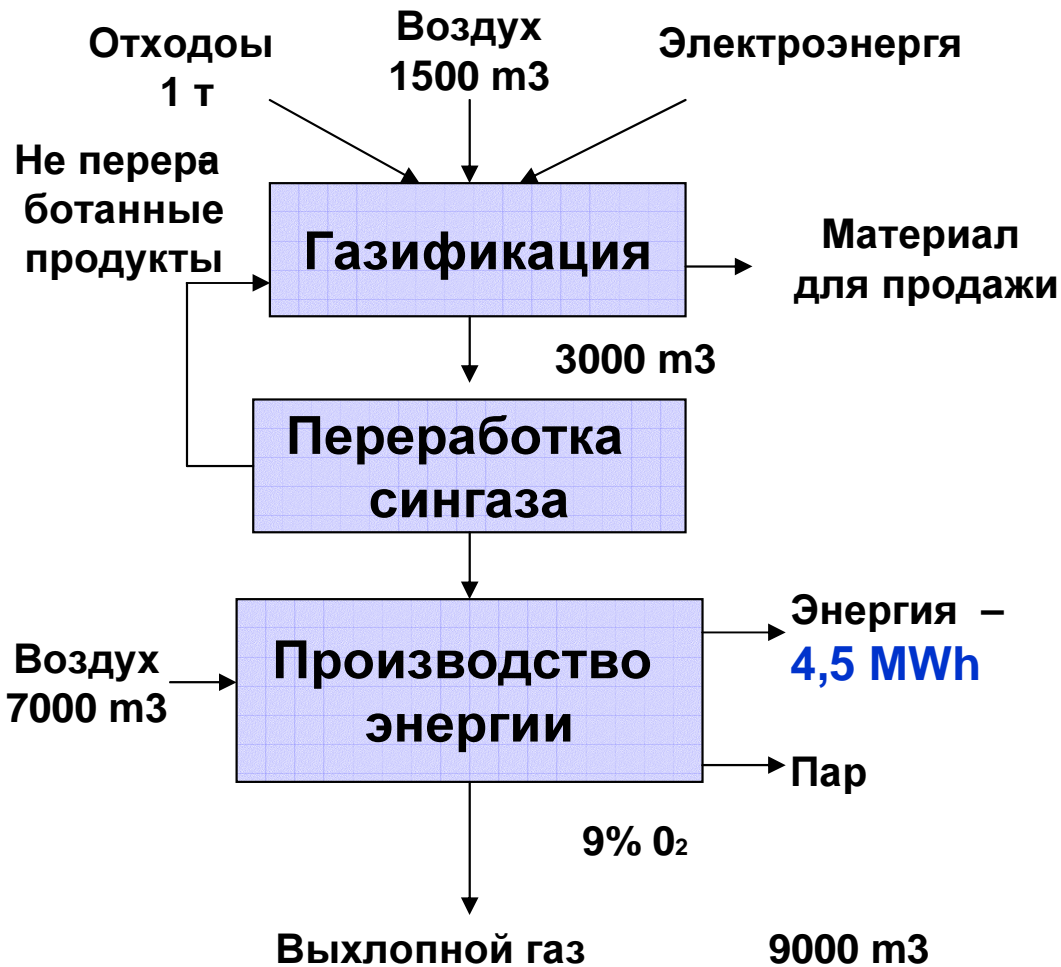 Отходоы
1 т
Воздух
1500 m3
Электроэнергя
Не перера
ботанные
продукты
Газификация
Материал
для продажи
3000 m3
Переработка
сингаза
Воздух
7000 m3
Производство
энергии
Энергия –
4,5 MWh
Пар
9% 0₂
Выхлопной газ
9000 m3